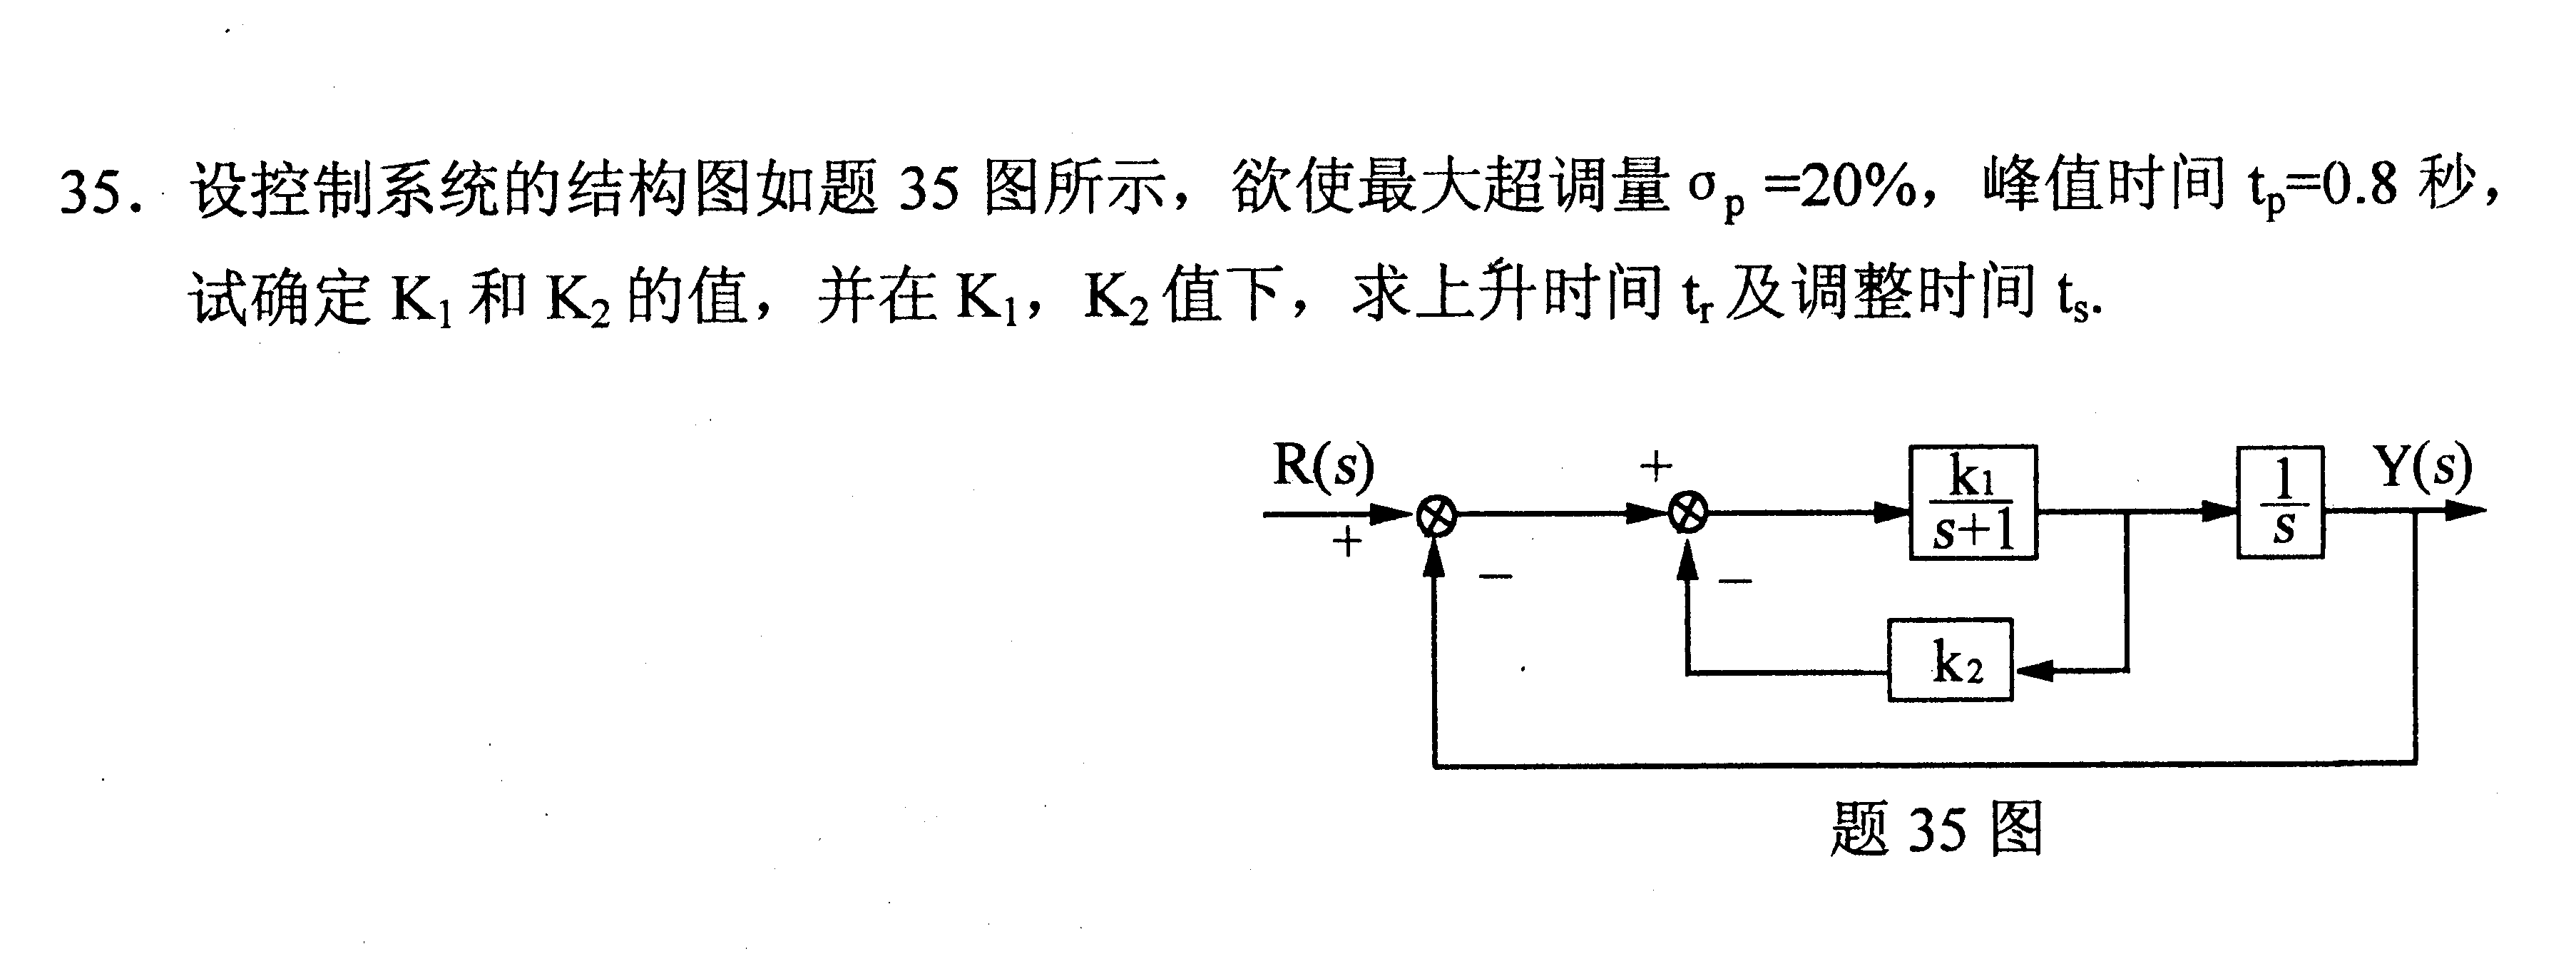 35. 设控制系统的结构图如题 35 图所示，欲使最大超调量 σp =20%，峰值时间 tp=0.8 秒，
试确定 K1 和 K2 的值，并在 K1，K2 值下，求上升时间 tr 及调整时间 ts.
R(s) + − + − k1/(s+1) 1/s Y(s)
k2
题 35 图